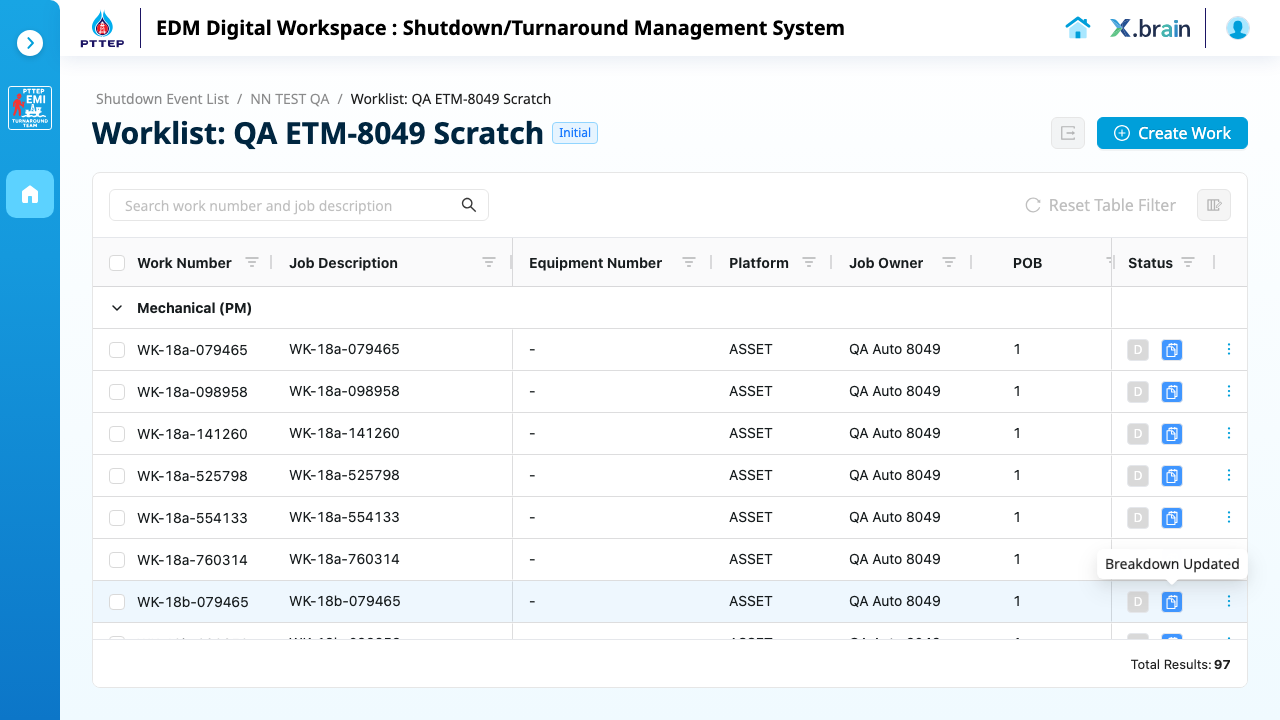 PTTEP
EDM Digital Workspace : Shutdown/Turnaround Management System
X.brain
PTTEP
EMI
TURNAROUND
TEAM
Shutdown Event List / NN TEST QA / Worklist: QA ETM-8049 Scratch
Worklist: QA ETM-8049 Scratch Initial
Create Work
Search work number and job description
Reset Table Filter
Work Number Job Description Equipment Number Platform Job Owner POB Status
Mechanical (PM)
WK-18a-079465 WK-18a-079465 - ASSET QA Auto 8049 1 D
WK-18a-098958 WK-18a-098958 - ASSET QA Auto 8049 1 D
WK-18a-141260 WK-18a-141260 - ASSET QA Auto 8049 1 D
WK-18a-525798 WK-18a-525798 - ASSET QA Auto 8049 1 D
WK-18a-554133 WK-18a-554133 - ASSET QA Auto 8049 1 D
WK-18a-760314 WK-18a-760314 - ASSET QA Auto 8049 1
Breakdown Updated
WK-18b-079465 WK-18b-079465 - ASSET QA Auto 8049 1 D
Total Results: 97